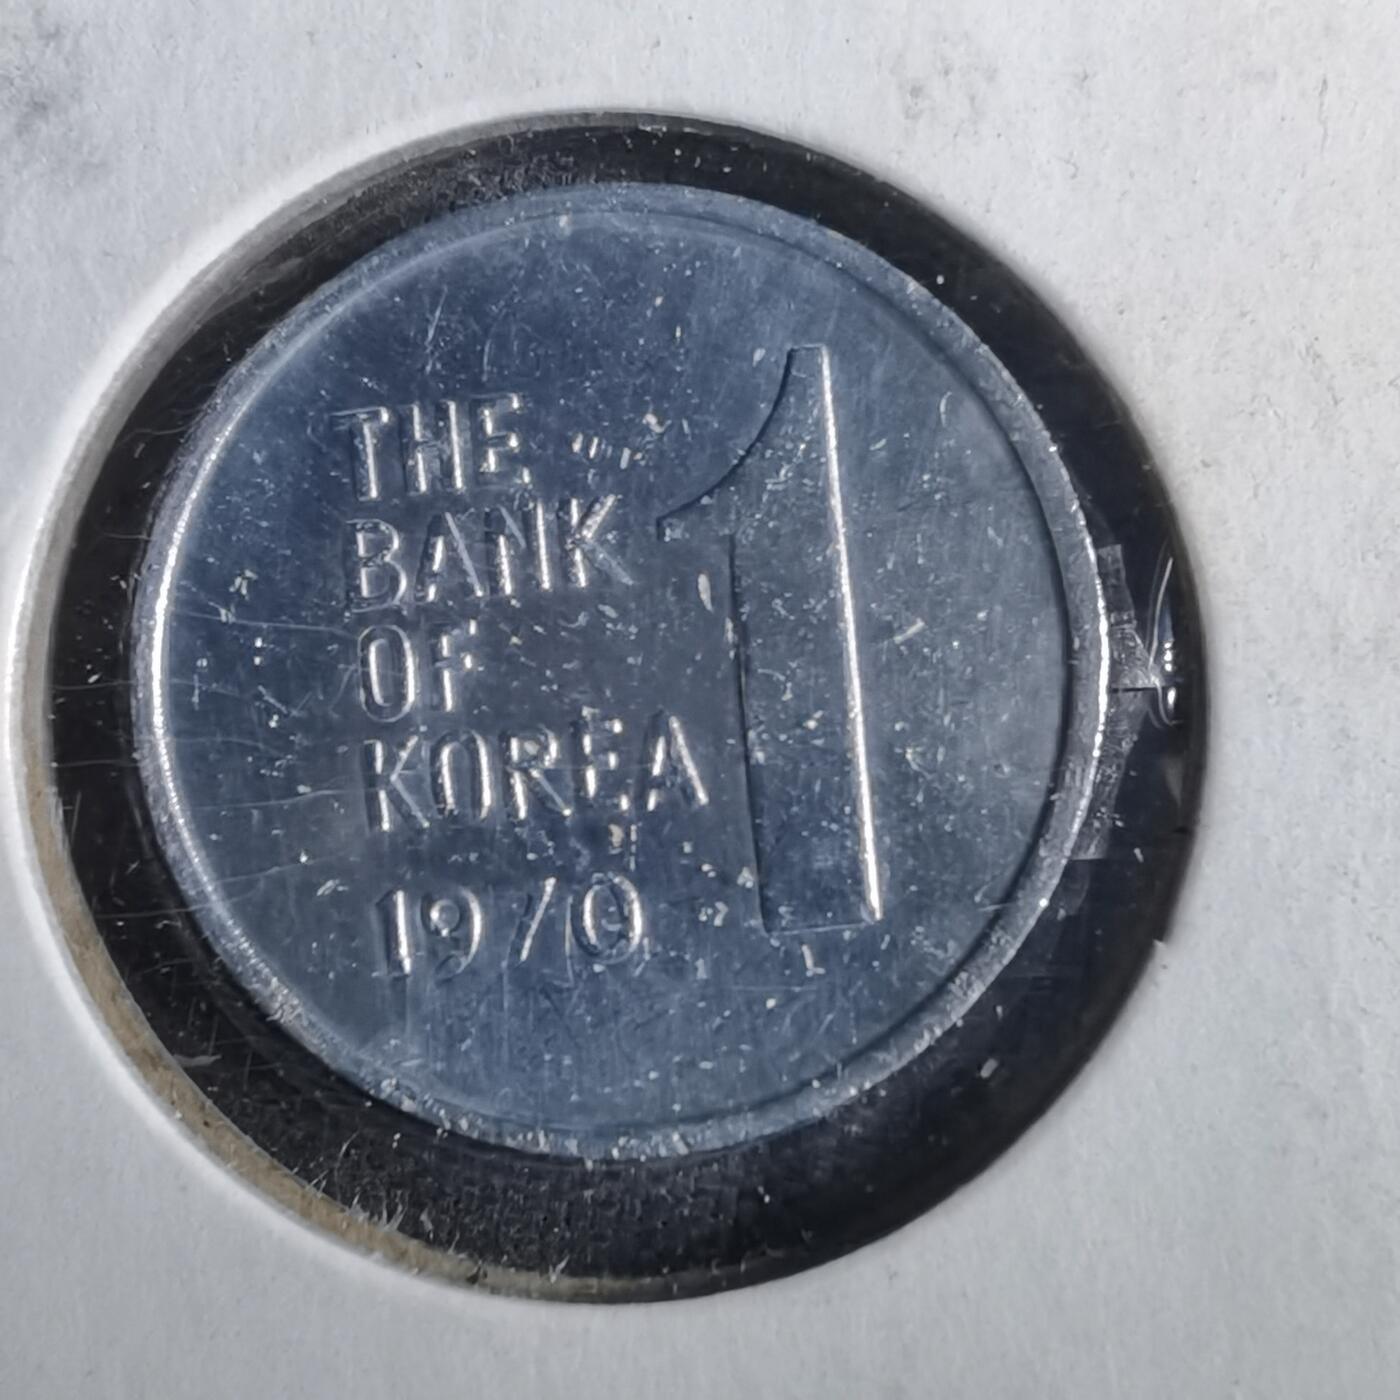 THE
BANK
OF
KOREA
1970
1